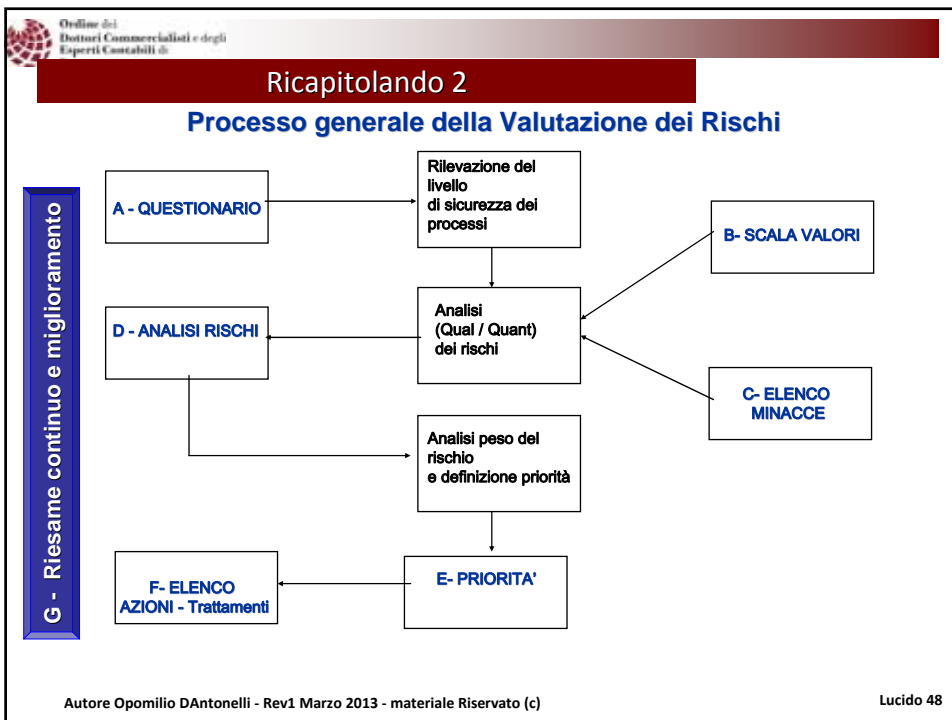 Ordine dei
Dottori Commercialisti e degli
Esperti Contabili di
Ricapitolando 2
Processo generale della Valutazione dei Rischi
G - Riesame continuo e miglioramento
A - QUESTIONARIO
Rilevazione del
livello
di sicurezza dei
processi
B- SCALA VALORI
D - ANALISI RISCHI
Analisi
(Qual / Quant)
dei rischi
C- ELENCO
MINACCE
Analisi peso del
rischio
e definizione priorità
F- ELENCO
AZIONI - Trattamenti
E- PRIORITA'
Autore Opomilio DAntonelli - Rev1 Marzo 2013 - materiale Riservato (c)
Lucido 48